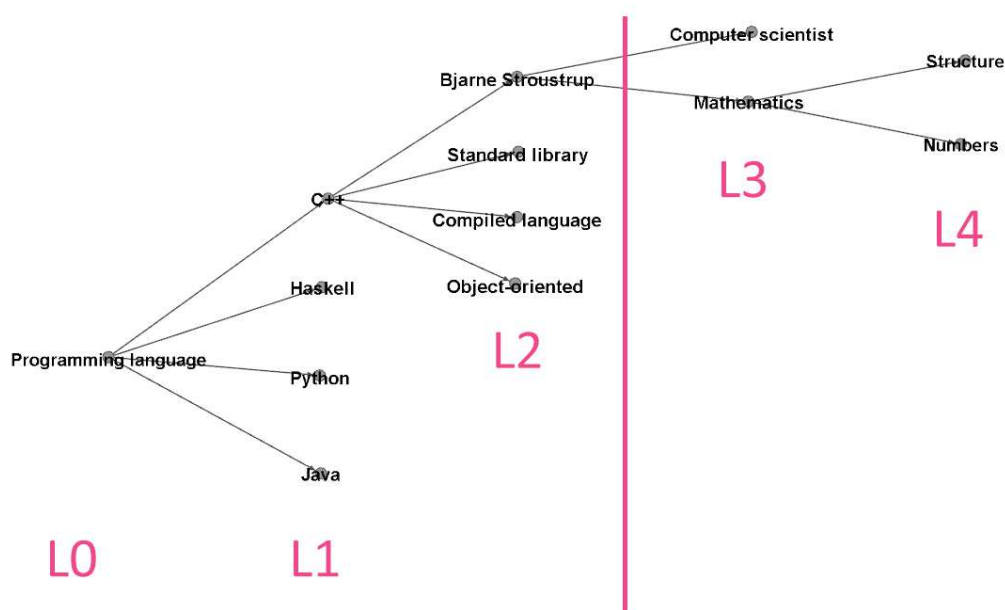 Computer scientist
Structure
Bjarne Stroustrup
Mathematics
Numbers
Standard library
L3
C++
Compiled language
L4
Haskell
Object-oriented
L2
Programming language
Python
Java
L0
L1